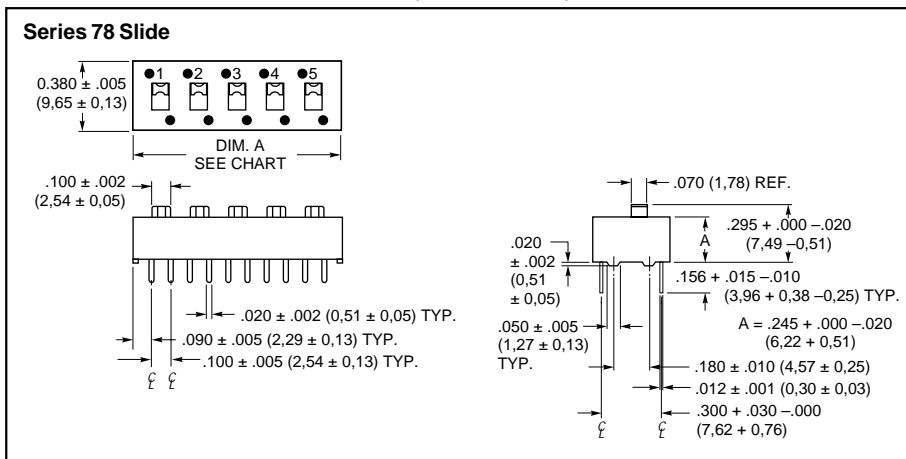 Series 78 Slide
1 2 3 4 5
0.380 ± .005
(9,65 ± 0,13)
DIM. A
SEE CHART
.100 ± .002
(2,54 ± 0,05)
.020 ± .002 (0,51 ± 0,05) TYP.
.090 ± .005 (2,29 ± 0,13) TYP.
.100 ± .005 (2,54 ± 0,13) TYP.
℄ ℄
.070 (1,78) REF.
A
.295 + .000 –.020
(7,49 –0,51)
.020
± .002
(0,51
± 0,05)
.156 + .015 –.010
(3,96 + 0,38 –0,25) TYP.
.050 ± .005
(1,27 ± 0,13)
TYP.
A = .245 + .000 –.020
(6,22 + 0,51)
.180 ± .010 (4,57 ± 0,25)
.012 ± .001 (0,30 ± 0,03)
.300 + .030 –.000
(7,62 + 0,76)
℄ ℄